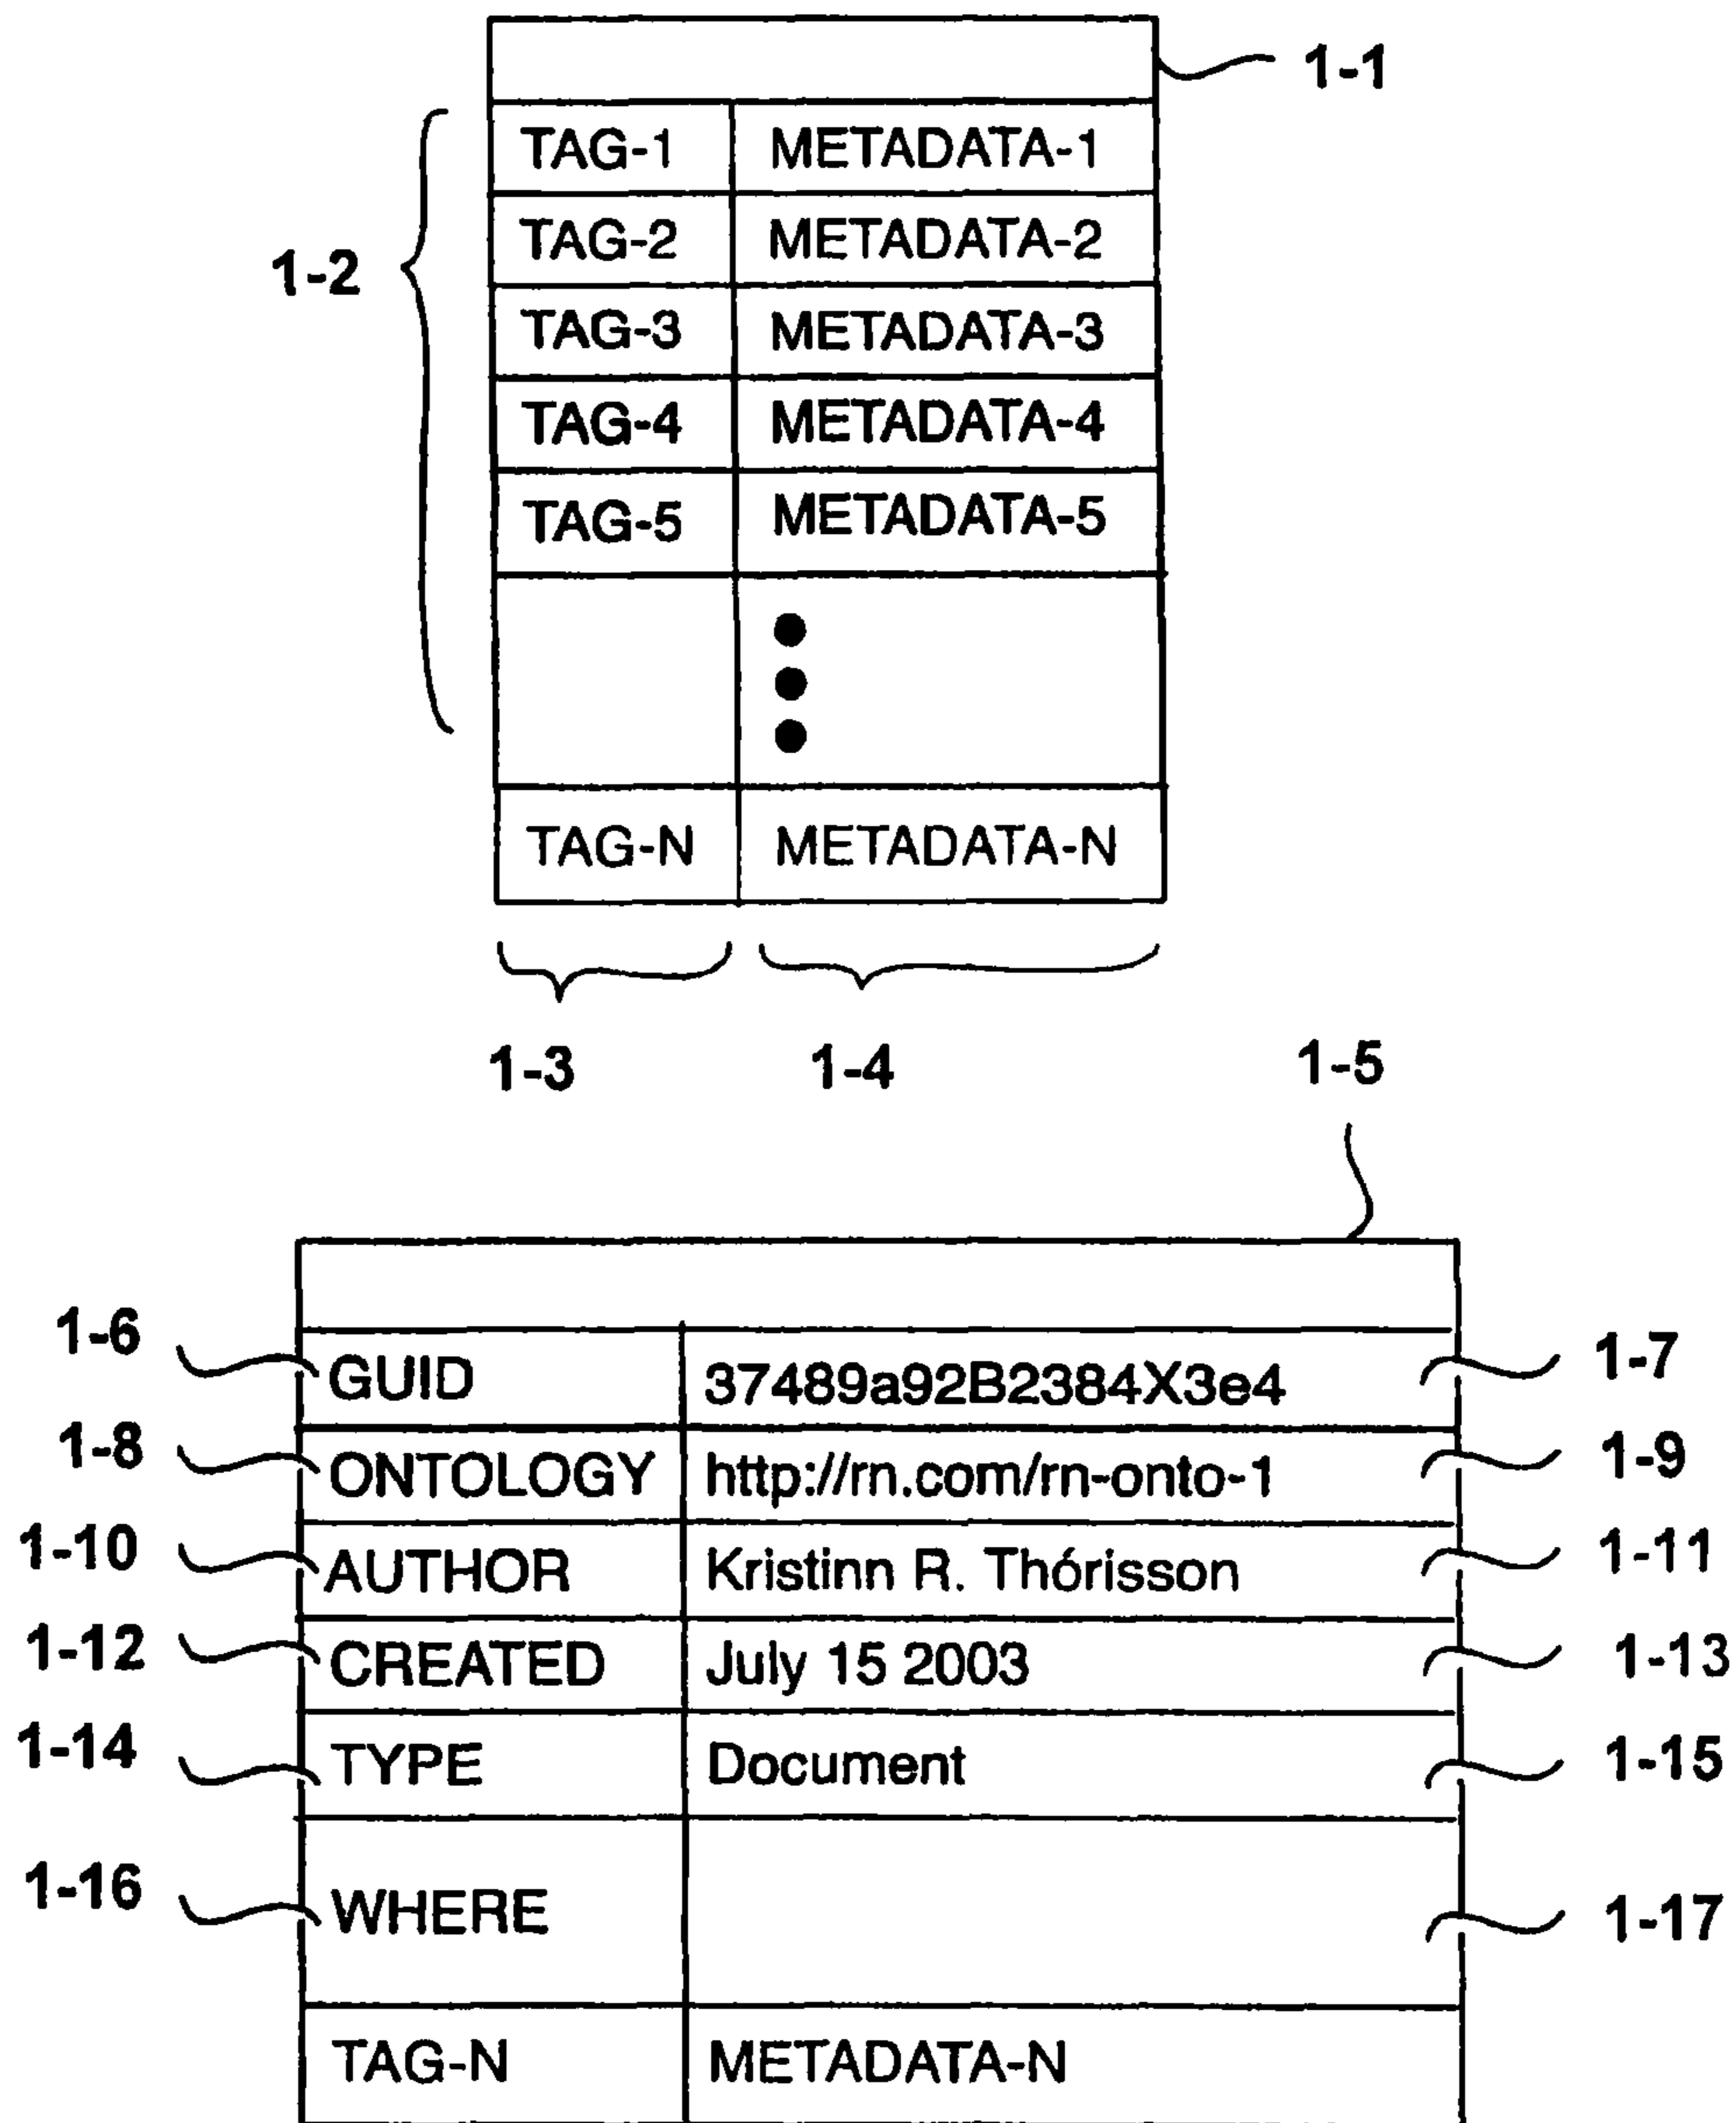 1-1
TAG-1 METADATA-1
TAG-2 METADATA-2
1-2
TAG-3 METADATA-3
TAG-4 METADATA-4
TAG-5 METADATA-5
TAG-N METADATA-N
1-3 1-4 1-5
1-6 GUID 37489a92B2384X3e4 1-7
1-8 ONTOLOGY http://rn.com/rn-onto-1 1-9
1-10 AUTHOR Kristinn R. Thórisson 1-11
1-12 CREATED July 15 2003 1-13
1-14 TYPE Document 1-15
1-16 WHERE 1-17
TAG-N METADATA-N